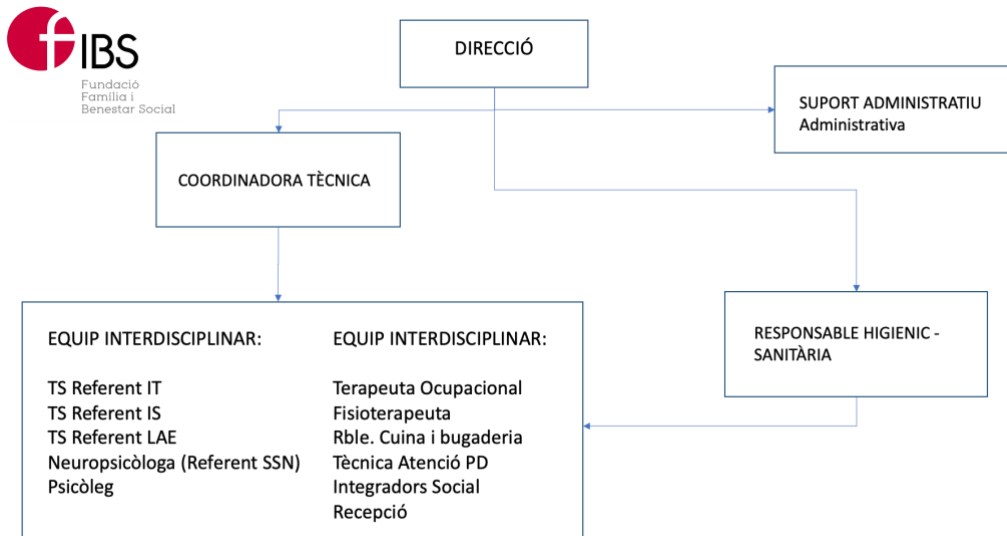 fIBS
Fundació
Família i
Benestar Social
DIRECCIÓ
SUPORT ADMINISTRATIU
Administrativa
COORDINADORA TÈCNICA
EQUIP INTERDISCIPLINAR:
TS Referent IT
TS Referent IS
TS Referent LAE
Neuropsicòloga (Referent SSN)
Psicòleg
EQUIP INTERDISCIPLINAR:
Terapeuta Ocupacional
Fisioterapeuta
Rble. Cuina i bugaderia
Tècnica Atenció PD
Integradors Social
Recepció
RESPONSABLE HIGIENIC -
SANITÀRIA